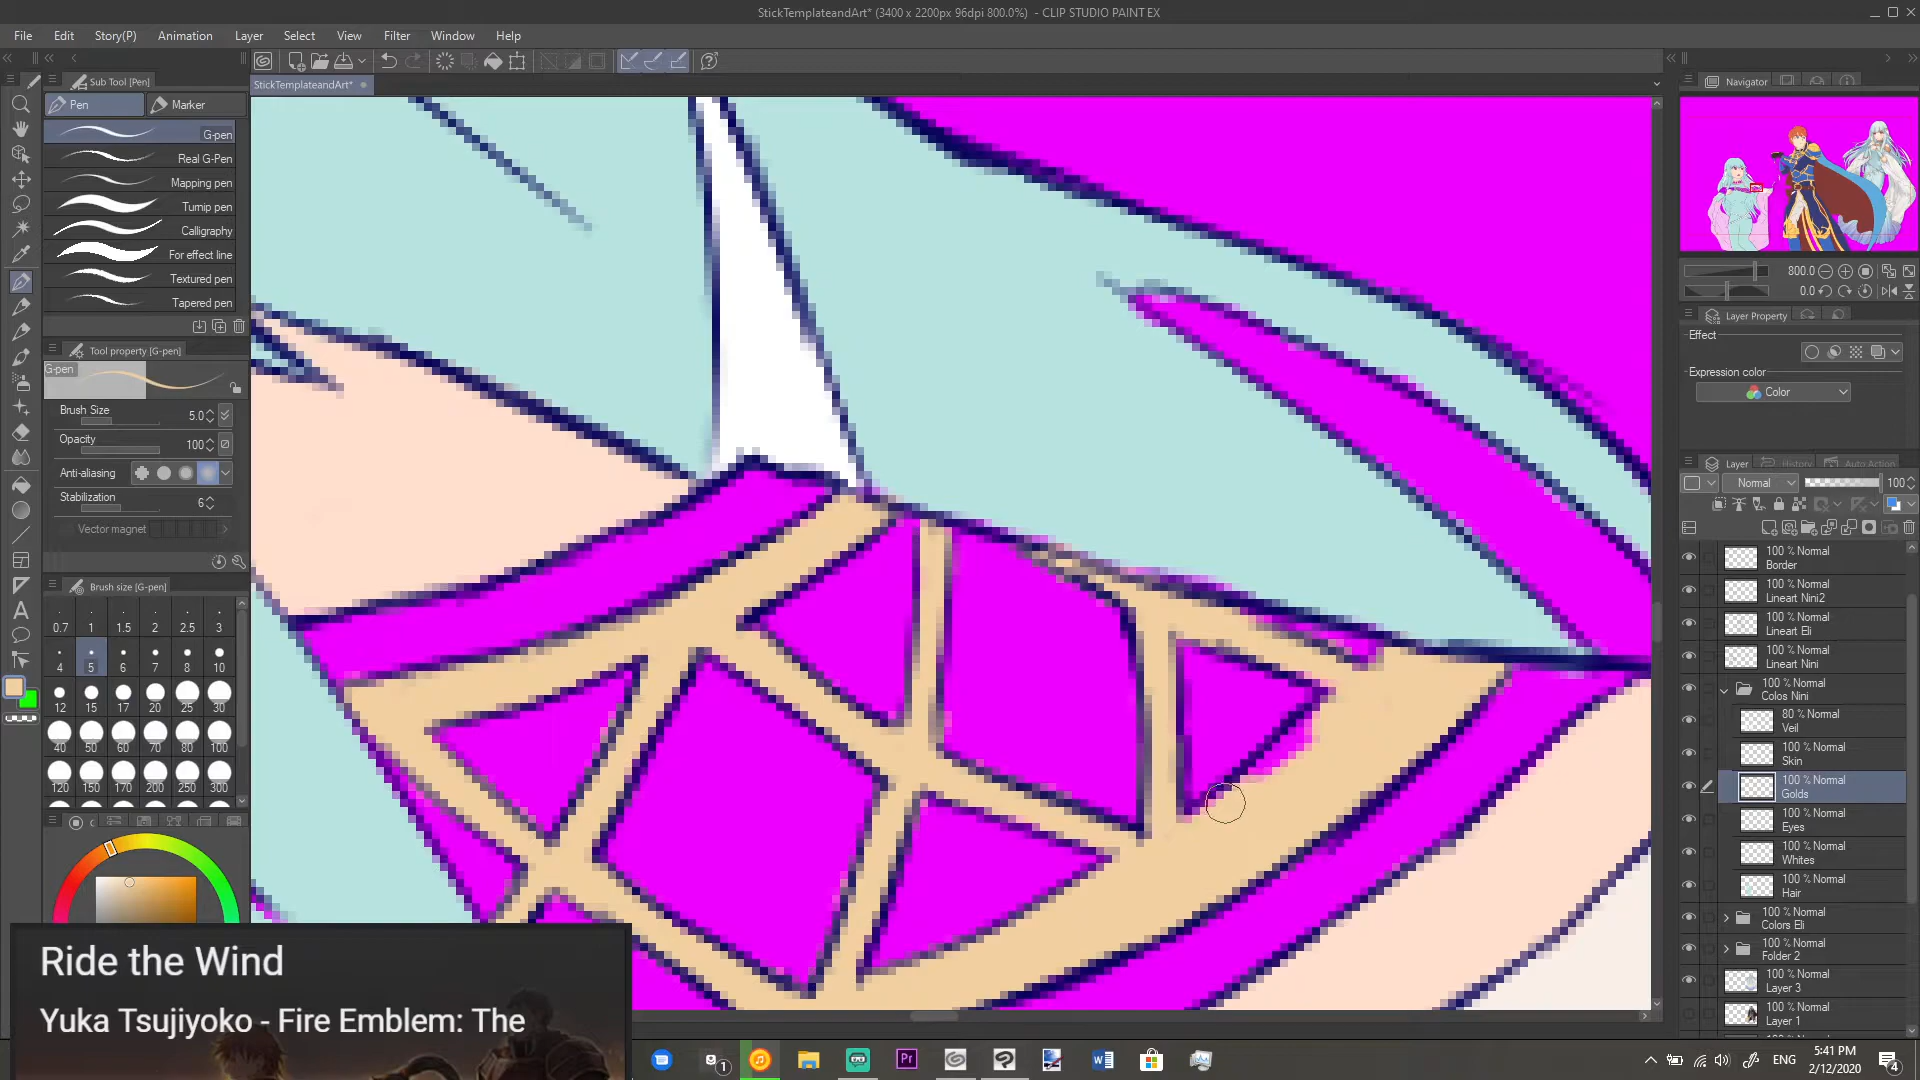 StickTemplateandArt* (3400 x 2200px 96dpi 800.0%) - CLIP STUDIO PAINT EX
File Edit Story(P) Animation Layer Select View Filter Window Help
Sub Tool [Pen]
StickTemplateandArt*
Navigator
Pen Marker
G-pen
Real G-Pen
Mapping pen
Turnip pen
Calligraphy
For effect line
Textured pen
Tapered pen
Tool property [G-pen]
G-pen
Brush Size 5.0
Opacity 100
Anti-aliasing
Stabilization 6
Vector magnet
Brush size [G-pen]
0.7 1 1.5 2 2.5 3
4 5 6 7 8 10
12 15 17 20 25 30
40 50 60 70 80 100
120 150 170 200 250 300
800.0
0.0
Layer Property
Effect
Expression color
Color
Layer History Auto Action
Normal 100
100 % Normal
Border
100 % Normal
Lineart Nini2
100 % Normal
Lineart Eli
100 % Normal
Lineart Nini
100 % Normal
Colos Nini
80 % Normal
Veil
100 % Normal
Skin
100 % Normal
Golds
100 % Normal
Eyes
100 % Normal
Whites
100 % Normal
Hair
100 % Normal
Colors Eli
100 % Normal
Folder 2
100 % Normal
Layer 3
100 % Normal
Layer 1
Ride the Wind
Yuka Tsujiyoko - Fire Emblem: The
1
Pr
ENG
5:41 PM
2/12/2020
4